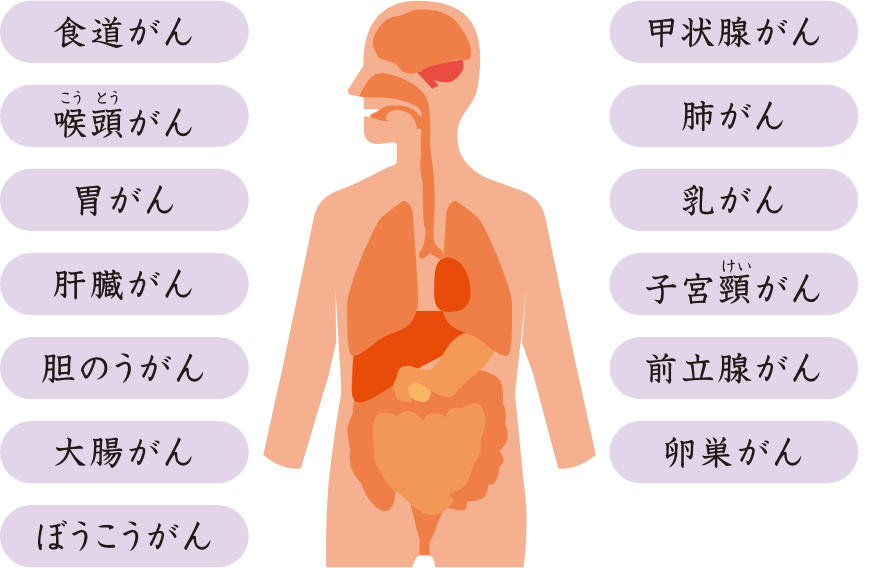 食道がん
喉頭がん
こう とう
胃がん
肝臓がん
胆のうがん
大腸がん
ぼうこうがん
甲状腺がん
肺がん
乳がん
子宮頸がん
けい
前立腺がん
卵巣がん